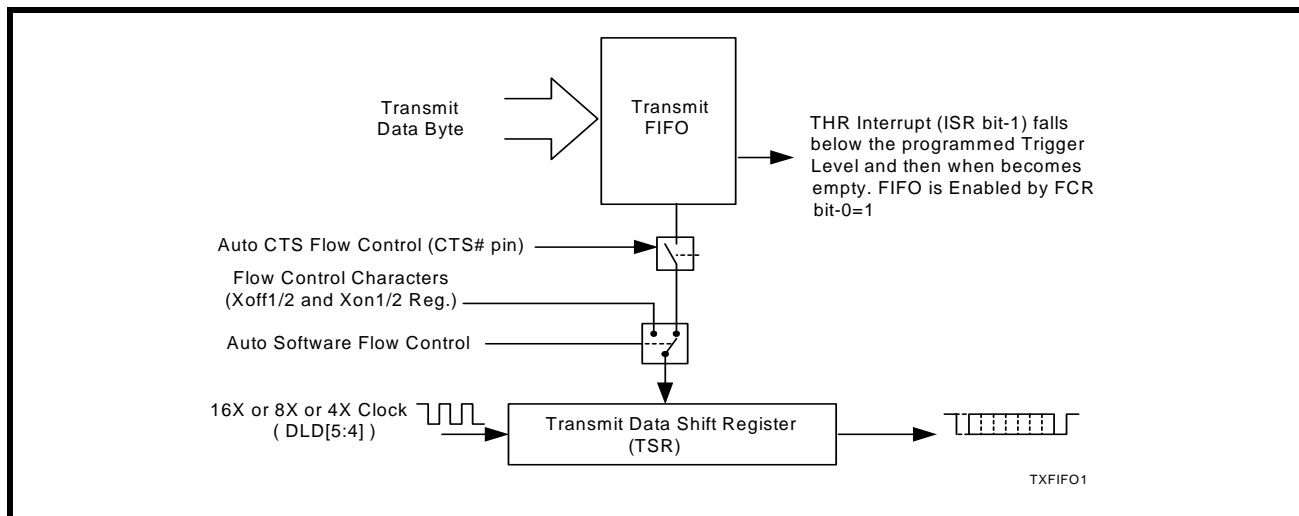 Transmit
Data Byte
Transmit
FIFO
THR Interrupt (ISR bit-1) falls
below the programmed Trigger
Level and then when becomes
empty. FIFO is Enabled by FCR
bit-0=1
Auto CTS Flow Control (CTS# pin)
Flow Control Characters
(Xoff1/2 and Xon1/2 Reg.)
Auto Software Flow Control
16X or 8X or 4X Clock
( DLD[5:4] )
Transmit Data Shift Register
(TSR)
TXFIFO1